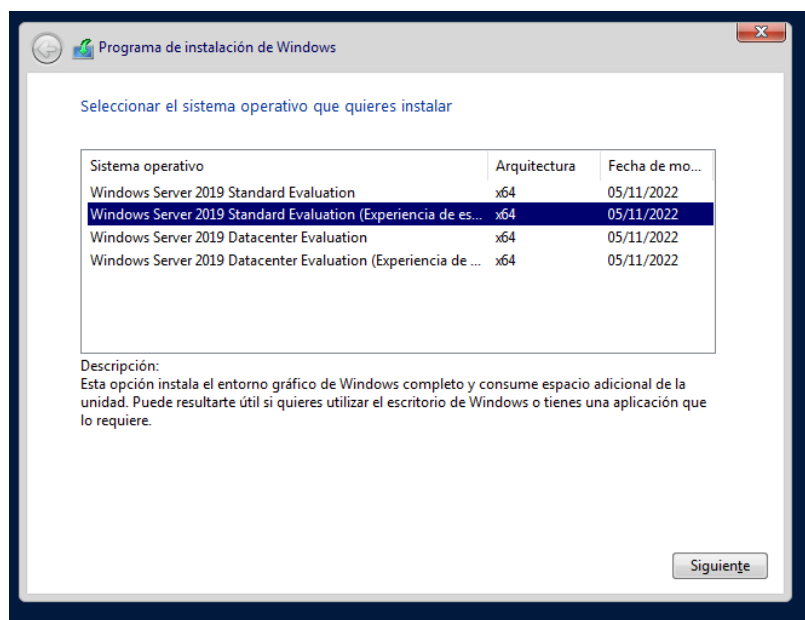 Programa de instalación de Windows
Seleccionar el sistema operativo que quieres instalar
Sistema operativo Arquitectura Fecha de mo...
Windows Server 2019 Standard Evaluation x64 05/11/2022
Windows Server 2019 Standard Evaluation (Experiencia de es... x64 05/11/2022
Windows Server 2019 Datacenter Evaluation x64 05/11/2022
Windows Server 2019 Datacenter Evaluation (Experiencia de ... x64 05/11/2022
Descripción:
Esta opción instala el entorno gráfico de Windows completo y consume espacio adicional de la
unidad. Puede resultarte útil si quieres utilizar el escritorio de Windows o tienes una aplicación que
lo requiere.
Siguiente